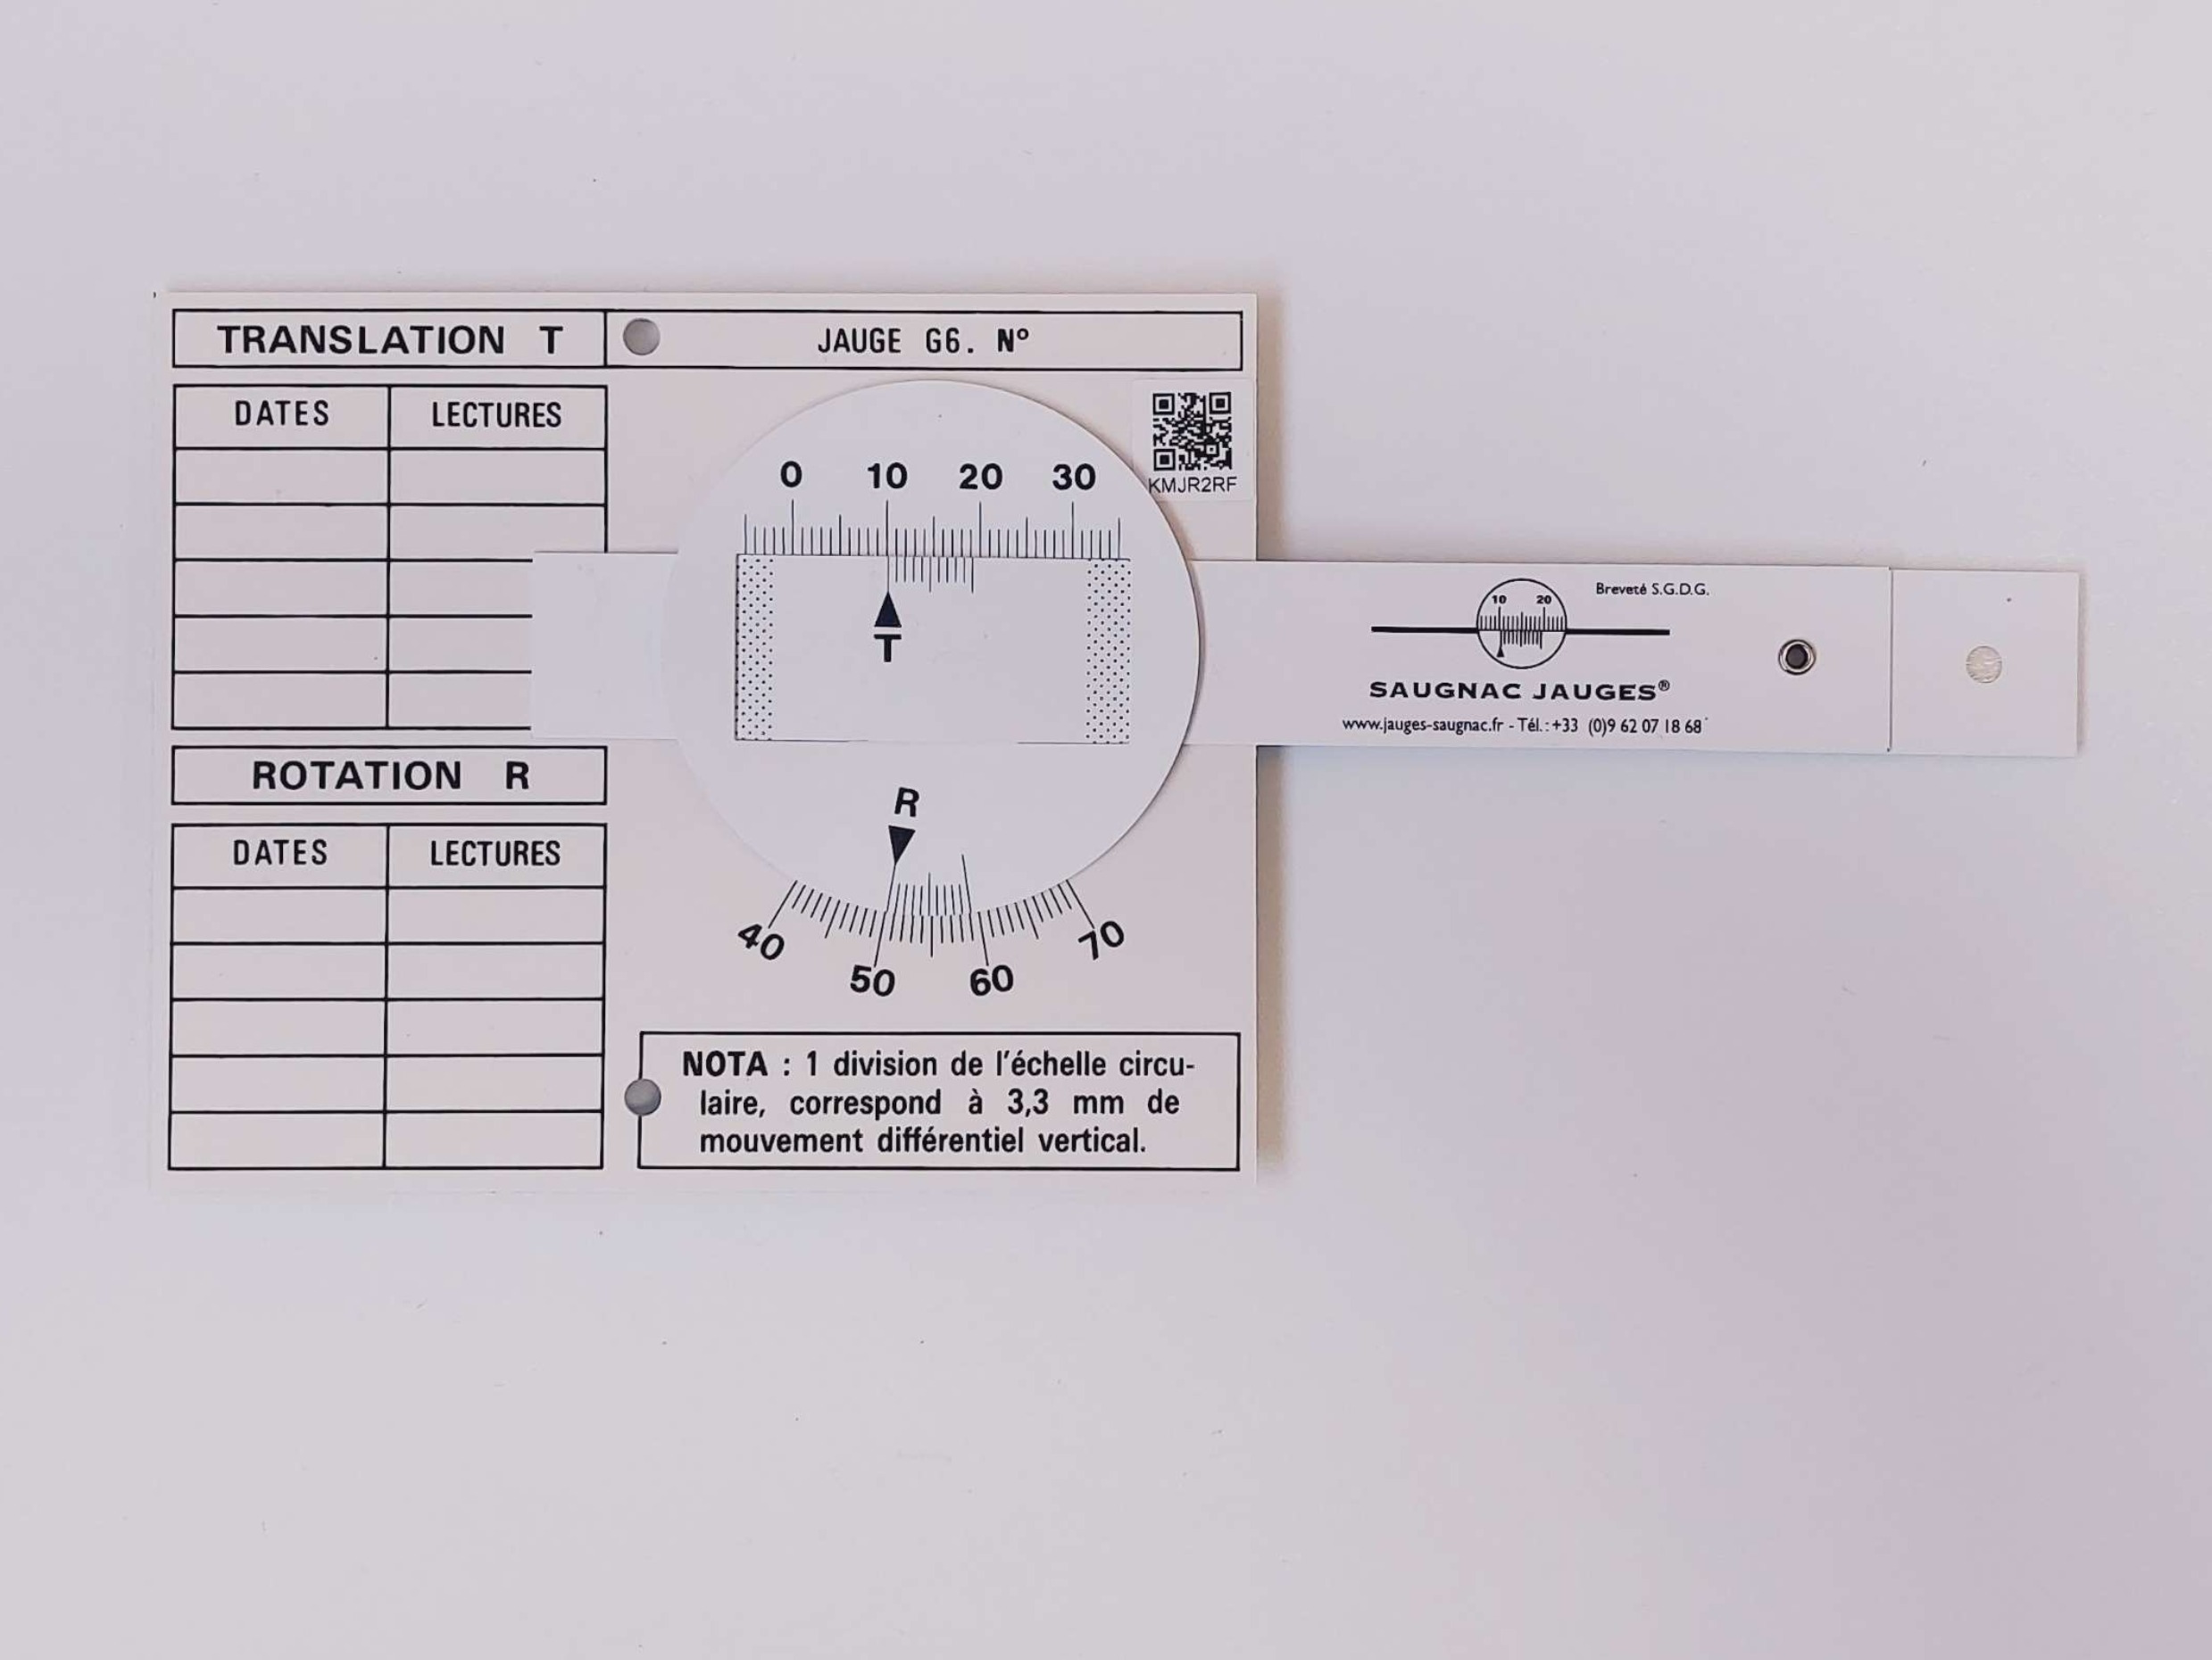 TRANSLATION T
JAUGE G6. Nº
DATES
LECTURES
KMJR2RF
0 10 20 30
T
Breveté S.G.D.G.
10 20
SAUGNAC JAUGES®
www.jauges-saugnac.fr - Tél.: +33 (0)9 62 07 18 68
ROTATION R
DATES
LECTURES
R
40 50 60 70
NOTA : 1 division de l'échelle circu-
laire, correspond à 3,3 mm de
mouvement différentiel vertical.